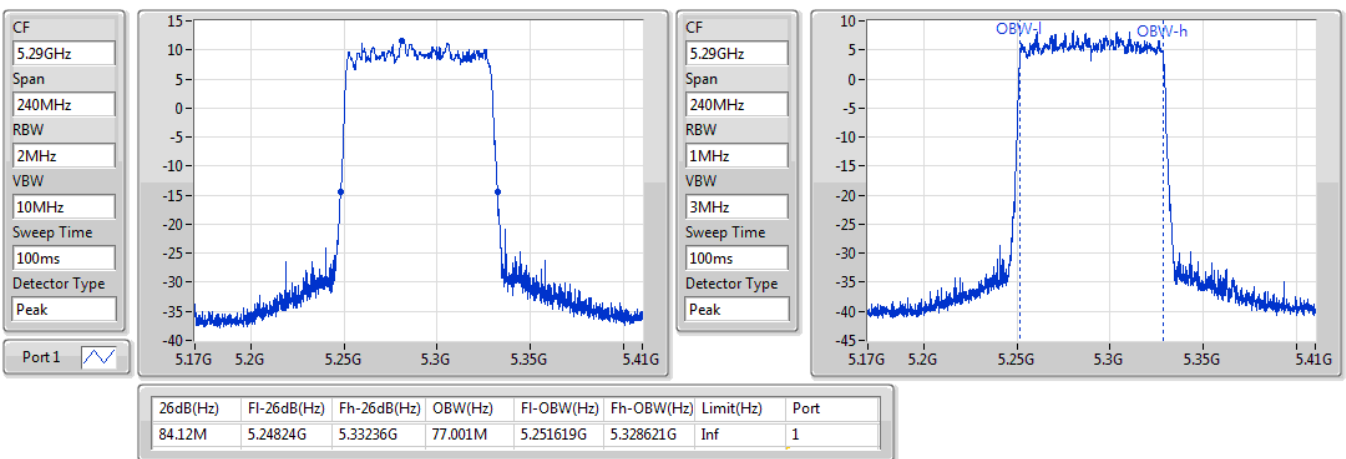 CF
5.29GHz
Span
240MHz
RBW
2MHz
VBW
10MHz
Sweep Time
100ms
Detector Type
Peak
Port 1
15
10
5
0
-5
-10
-15
-20
-25
-30
-35
-40
5.17G 5.2G 5.25G 5.3G 5.35G 5.41G
CF
5.29GHz
Span
240MHz
RBW
1MHz
VBW
3MHz
Sweep Time
100ms
Detector Type
Peak
OBW-l OBW-h
10
5
0
-5
-10
-15
-20
-25
-30
-35
-40
-45
5.17G 5.2G 5.25G 5.3G 5.35G 5.41G
26dB(Hz) Fl-26dB(Hz) Fh-26dB(Hz) OBW(Hz) Fl-OBW(Hz) Fh-OBW(Hz) Limit(Hz) Port
84.12M 5.24824G 5.33236G 77.001M 5.251619G 5.328621G Inf 1